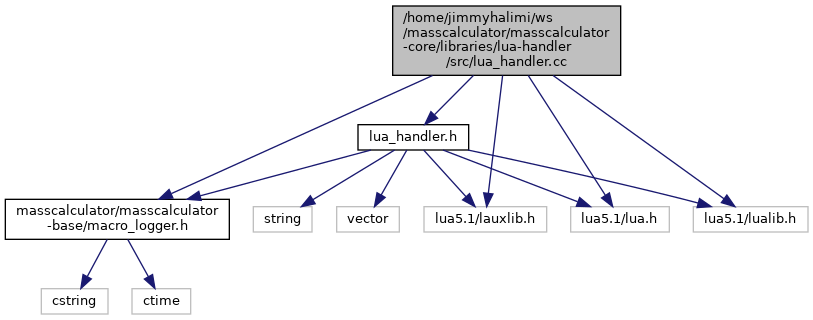 /home/jimmyhalimi/ws
/masscalculator/masscalculator
-core/libraries/lua-handler
/src/lua_handler.cc
lua_handler.h
masscalculator/masscalculator
-base/macro_logger.h
string
vector
lua5.1/lauxlib.h
lua5.1/lua.h
lua5.1/lualib.h
cstring
ctime